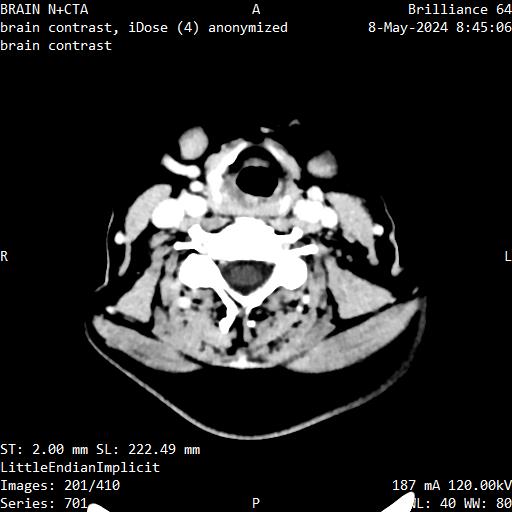 BRAIN N+CTA
A
Brilliance 64
brain contrast, iDose (4) anonymized
8-May-2024 8:45:06
brain contrast
R
L
ST: 2.00 mm SL: 222.49 mm
LittleEndianImplicit
Images: 201/410
187 mA 120.00kV
Series: 701
P
WL: 40 WW: 80